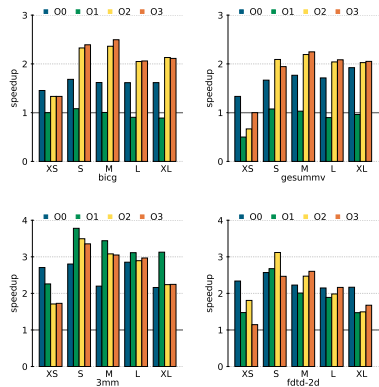 O0 O1 O2 O3
3
2
1
0
speedup
XS S M L XL
bicg
O0 O1 O2 O3
3
2
1
0
speedup
XS S M L XL
gesummv
O0 O1 O2 O3
4
3
2
1
0
speedup
XS S M L XL
3mm
O0 O1 O2 O3
4
3
2
1
0
speedup
XS S M L XL
fdtd-2d